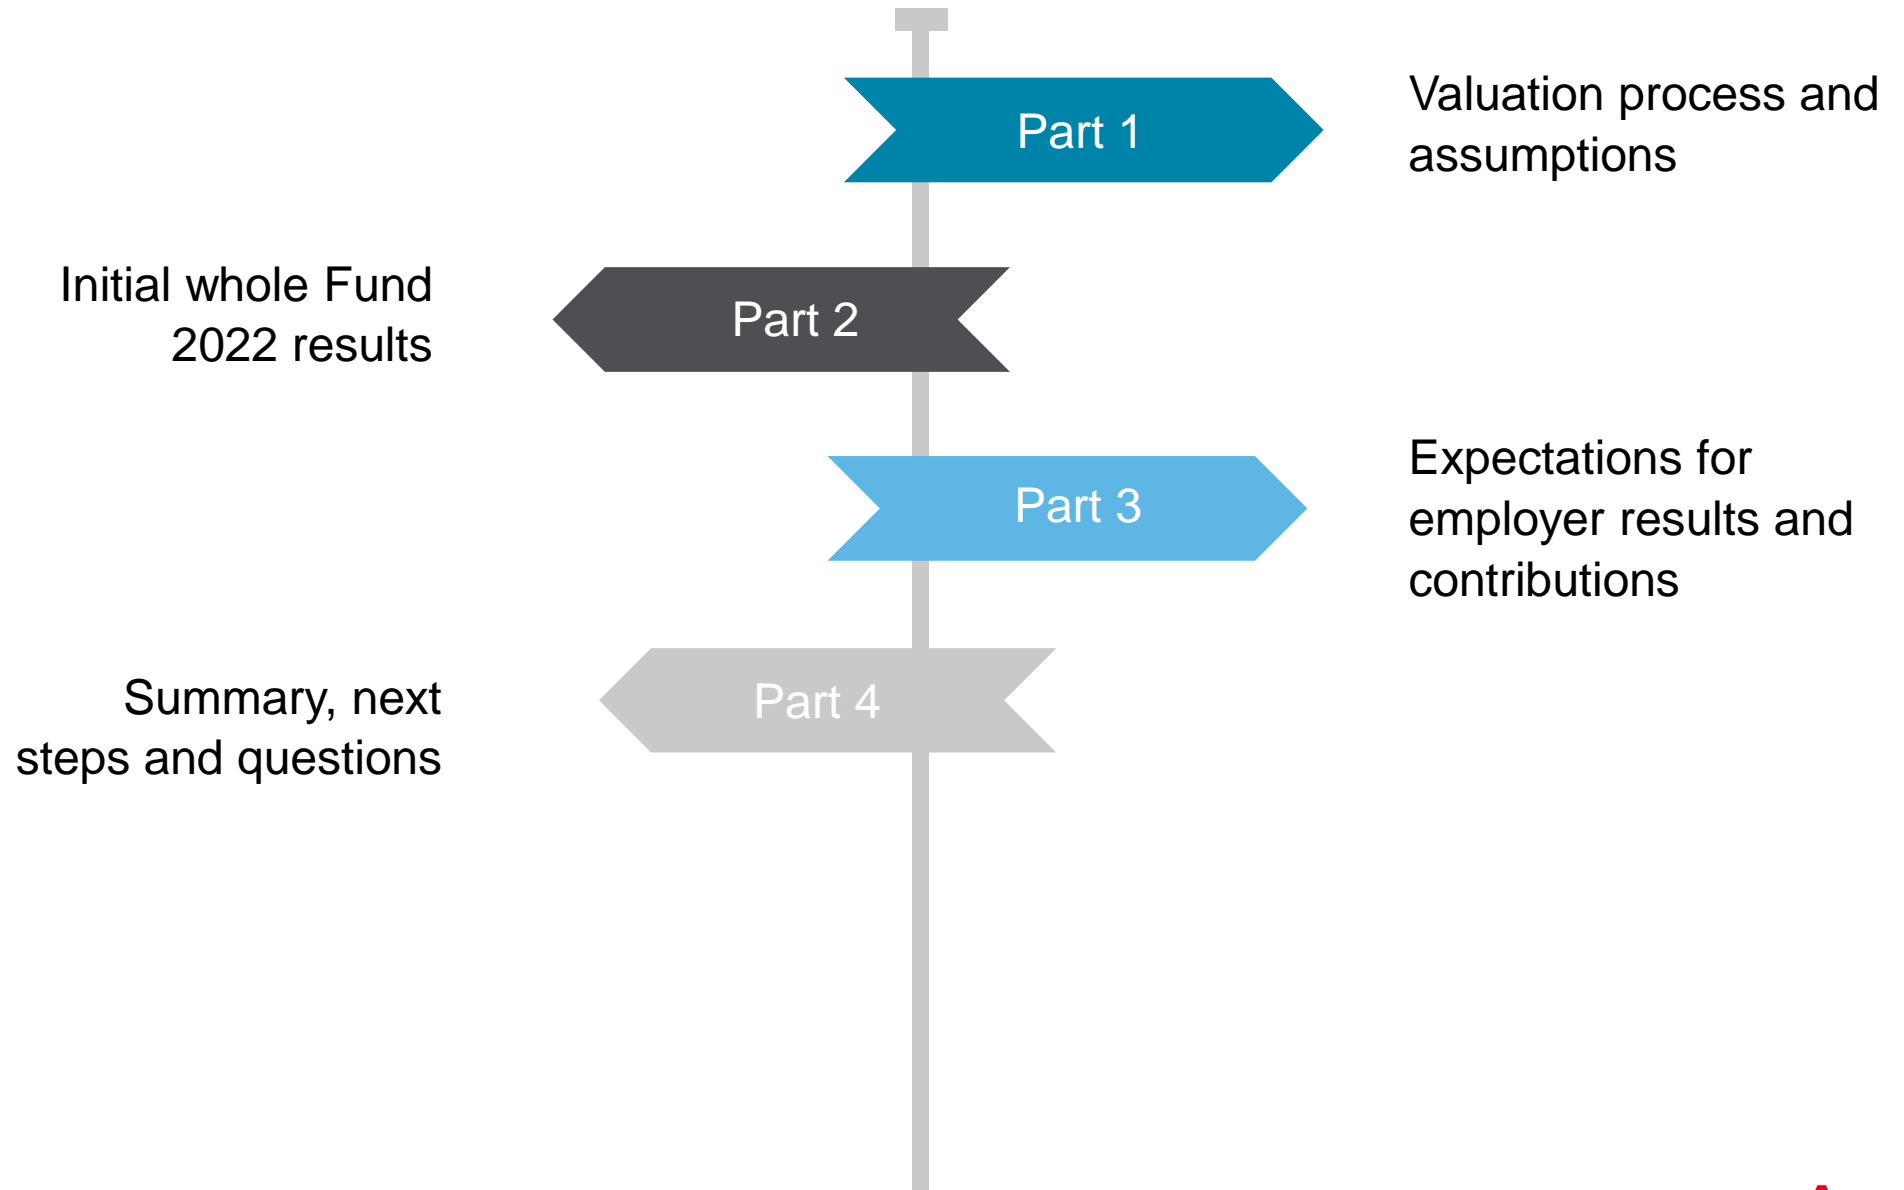 Part 1
Valuation process and
assumptions
Initial whole Fund
2022 results
Part 2
Part 3
Expectations for
employer results and
contributions
Summary, next
steps and questions
Part 4